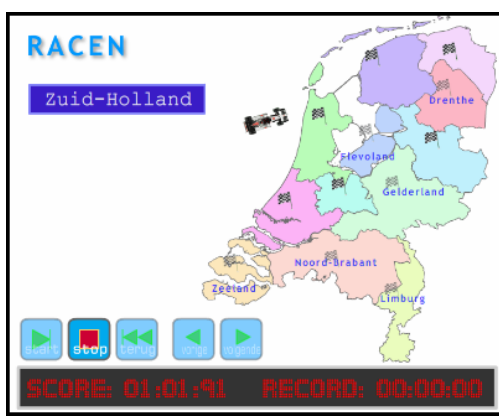 RACEN
Zuid-Holland
Drenthe
Flevoland
Gelderland
Noord-Brabant
Zeeland
Limburg
start stop terug vorige volgende
SCORE: 01:01:91 RECORD: 00:00:00